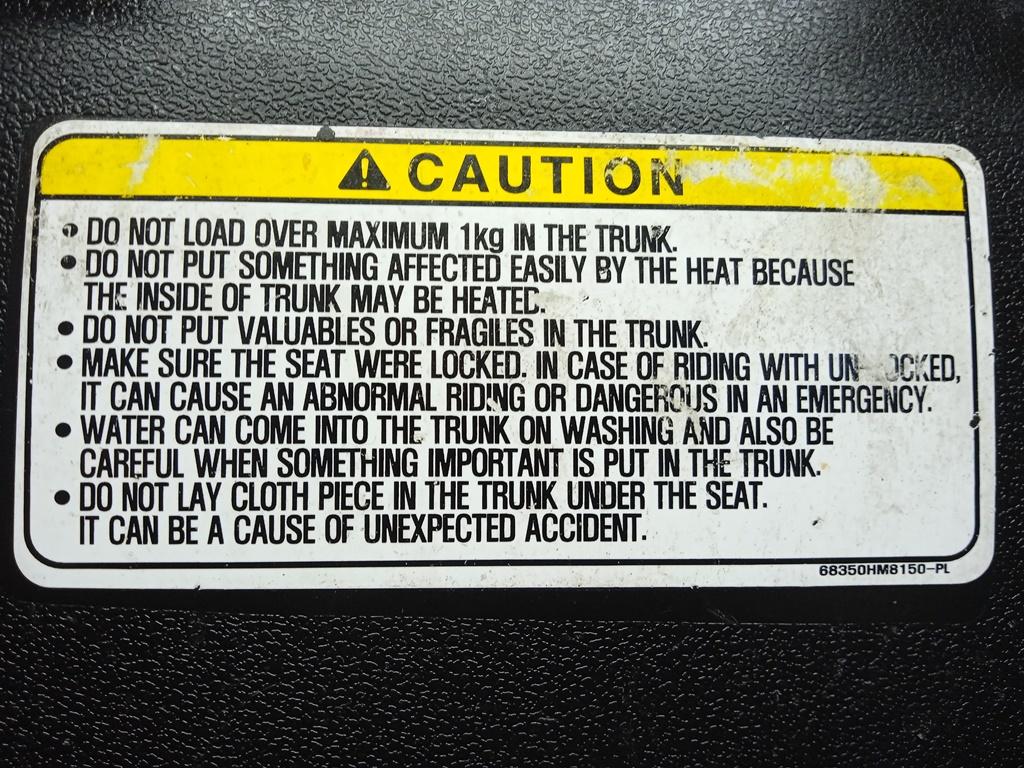 ⚠ CAUTION
• DO NOT LOAD OVER MAXIMUM 1kg IN THE TRUNK.
• DO NOT PUT SOMETHING AFFECTED EASILY BY THE HEAT BECAUSE
THE INSIDE OF TRUNK MAY BE HEATED.
• DO NOT PUT VALUABLES OR FRAGILES IN THE TRUNK.
• MAKE SURE THE SEAT WERE LOCKED. IN CASE OF RIDING WITH UNLOCKED,
IT CAN CAUSE AN ABNORMAL RIDING OR DANGEROUS IN AN EMERGENCY.
• WATER CAN COME INTO THE TRUNK ON WASHING AND ALSO BE
CAREFUL WHEN SOMETHING IMPORTANT IS PUT IN THE TRUNK.
• DO NOT LAY CLOTH PIECE IN THE TRUNK UNDER THE SEAT.
IT CAN BE A CAUSE OF UNEXPECTED ACCIDENT.
68350HM8150-PL